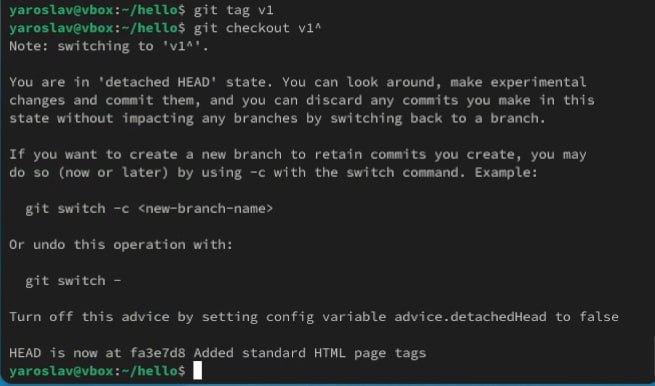 yaroslav@vbox:~/hello$ git tag v1
yaroslav@vbox:~/hello$ git checkout v1^
Note: switching to 'v1^'.
You are in 'detached HEAD' state. You can look around, make experimental
changes and commit them, and you can discard any commits you make in this
state without impacting any branches by switching back to a branch.
If you want to create a new branch to retain commits you create, you may
do so (now or later) by using -c with the switch command. Example:
git switch -c <new-branch-name>
Or undo this operation with:
git switch -
Turn off this advice by setting config variable advice.detachedHead to false
HEAD is now at fa3e7d8 Added standard HTML page tags
yaroslav@vbox:~/hello$